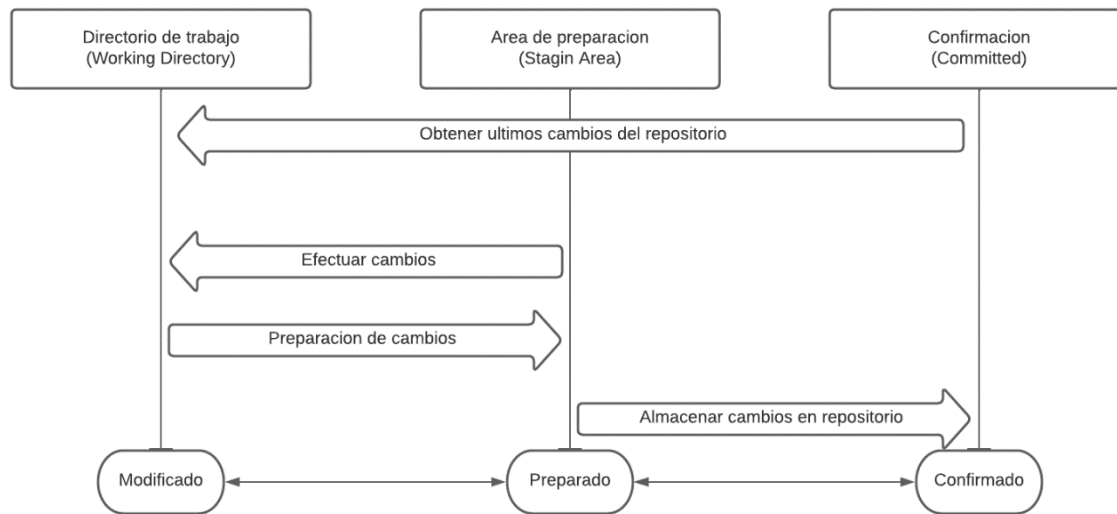 Directorio de trabajo
(Working Directory)
Area de preparacion
(Stagin Area)
Confirmacion
(Committed)
Obtener ultimos cambios del repositorio
Efectuar cambios
Preparacion de cambios
Almacenar cambios en repositorio
Modificado
Preparado
Confirmado